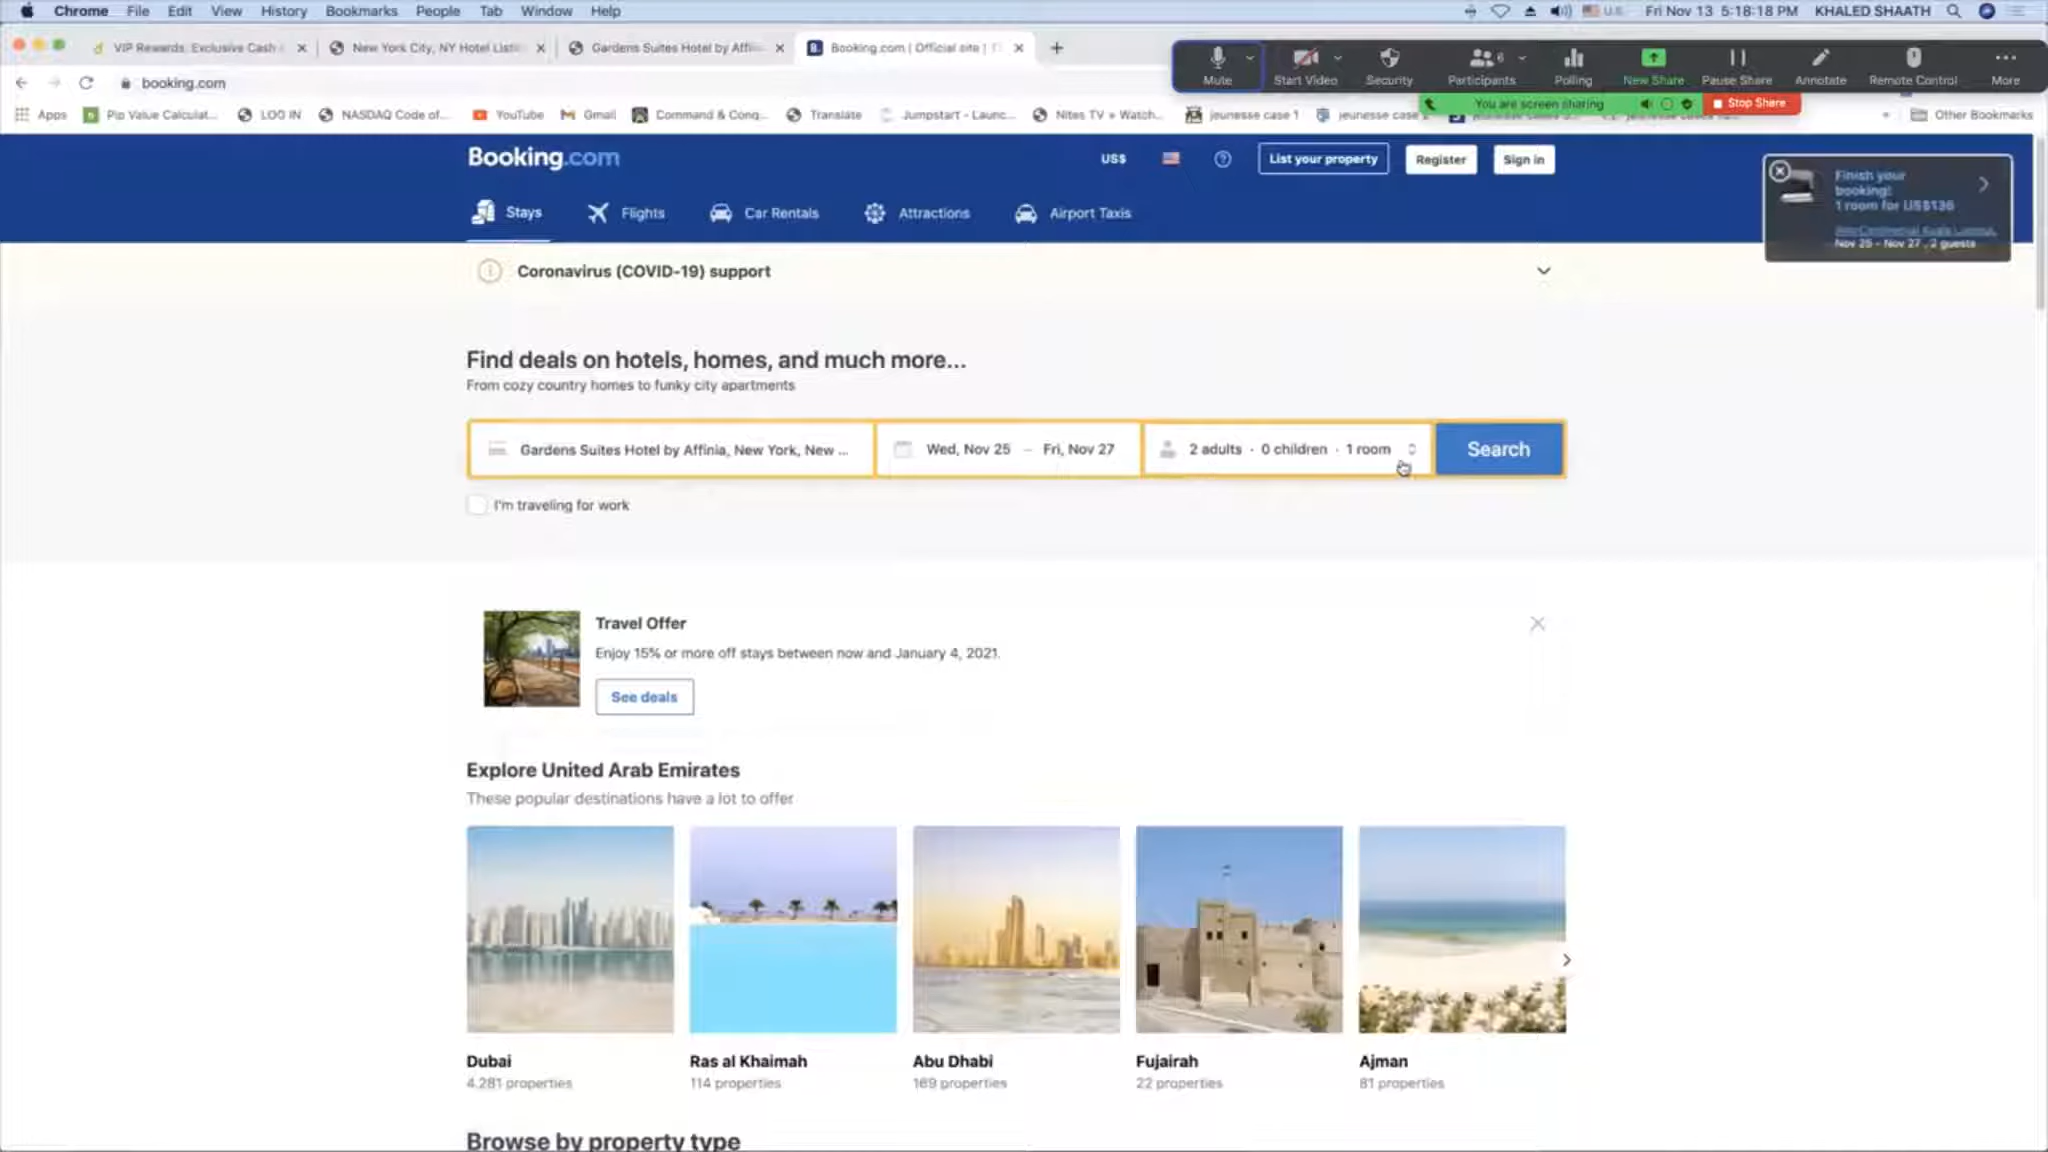 Chrome File Edit View History Bookmarks People Tab Window Help
U.S. Fri Nov 13 5:18:18 PM KHALED SHAATH
VIP Rewards, Exclusive Cash
New York City, NY Hotel Listi
Gardens Suites Hotel by Affin
Booking.com | Official site |
booking.com
Mute Start Video Security Participants 6 Polling New Share Pause Share Annotate Remote Control More
You are screen sharing Stop Share
Apps Pip Value Calculat... LOG IN NASDAQ Code of... YouTube Gmail Command & Conq... Translate Jumpstart - Launc... Nites TV » Watch... jeunesse case 1 jeunesse case Other Bookmarks
Booking.com
US$ List your property Register Sign in
Stays Flights Car Rentals Attractions Airport Taxis
Finish your
booking!
1 room for US$136
Nov 25 - Nov 27, 2 guests
Coronavirus (COVID-19) support
Find deals on hotels, homes, and much more...
From cozy country homes to funky city apartments
Gardens Suites Hotel by Affinia, New York, New ... Wed, Nov 25 – Fri, Nov 27 2 adults · 0 children · 1 room Search
I'm traveling for work
Travel Offer
Enjoy 15% or more off stays between now and January 4, 2021.
See deals
Explore United Arab Emirates
These popular destinations have a lot to offer
Dubai Ras al Khaimah Abu Dhabi Fujairah Ajman
4,281 properties 114 properties 169 properties 22 properties 81 properties
Browse by property type